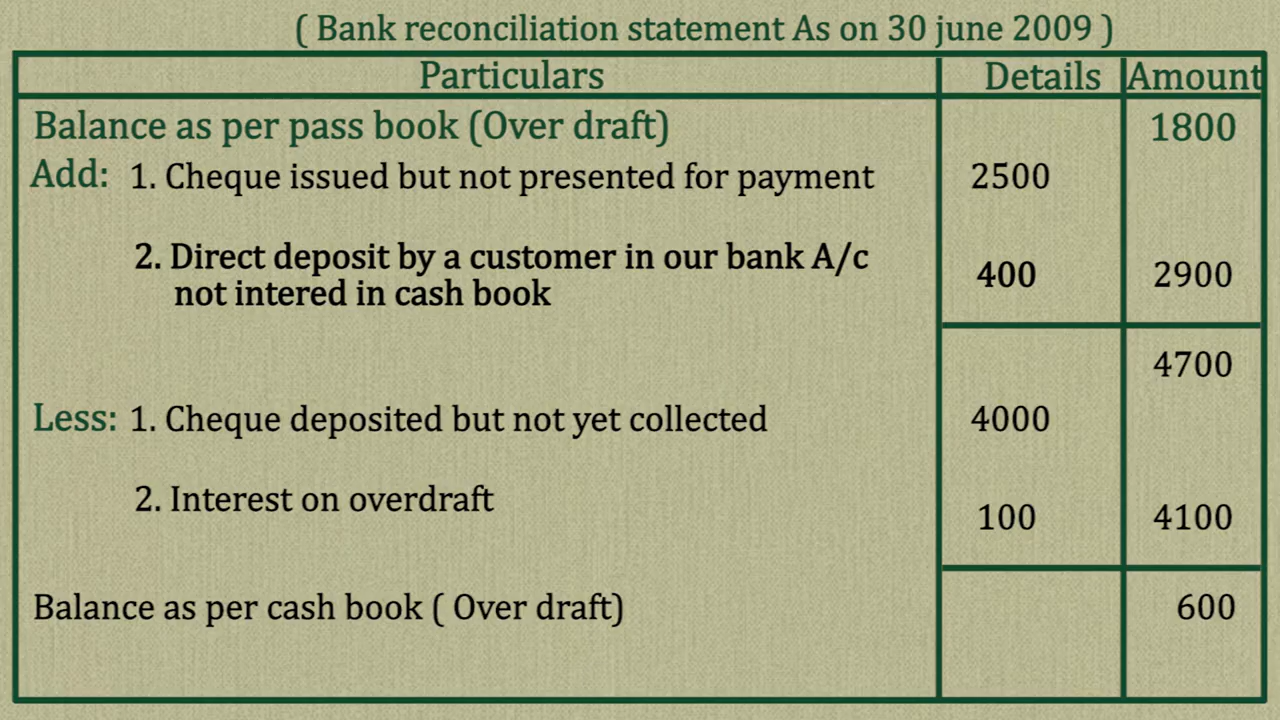 ( Bank reconciliation statement As on 30 june 2009 )
Particulars Details Amount
Balance as per pass book (Over draft) 1800
Add: 1. Cheque issued but not presented for payment 2500
2. Direct deposit by a customer in our bank A/c
not intered in cash book 400 2900
4700
Less: 1. Cheque deposited but not yet collected 4000
2. Interest on overdraft
100 4100
Balance as per cash book ( Over draft) 600